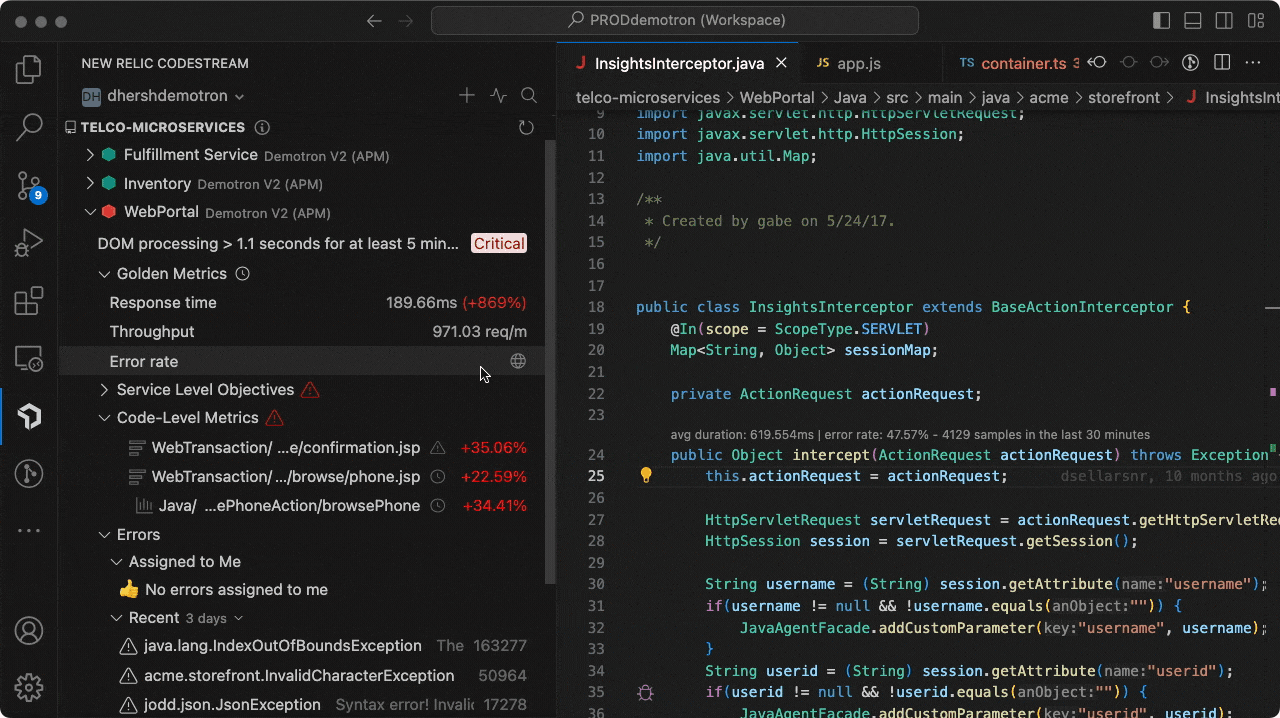 PRODdemotron (Workspace)
NEW RELIC CODESTREAM
DH dhershdemotron
TELCO-MICROSERVICES
Fulfillment Service Demotron V2 (APM)
Inventory Demotron V2 (APM)
WebPortal Demotron V2 (APM)
DOM processing > 1.1 seconds for at least 5 min... Critical
Golden Metrics
Response time 189.66ms (+869%)
Throughput 971.03 req/m
Error rate
Service Level Objectives
Code-Level Metrics
WebTransaction/ ...e/confirmation.jsp +35.06%
WebTransaction/ .../browse/phone.jsp +22.59%
Java/ ...ePhoneAction/browsePhone +34.41%
Errors
Assigned to Me
👍 No errors assigned to me
Recent 3 days
java.lang.IndexOutOfBoundsException The 163277
acme.storefront.InvalidCharacterException 50964
jodd.json.JsonException Syntax error! Invalid 17278
9
InsightsInterceptor.java
JS app.js
TS container.ts 3
telco-microservices > WebPortal > Java > src > main > java > acme > storefront > InsightsInt
9 import javax.servlet.http.HttpServletRequest;
10 import javax.servlet.http.HttpSession;
11 import java.util.Map;
12
13 /**
14 * Created by gabe on 5/24/17.
15 */
16
17
18 public class InsightsInterceptor extends BaseActionInterceptor {
19 @In(scope = ScopeType.SERVLET)
20 Map<String, Object> sessionMap;
21
22 private ActionRequest actionRequest;
23
avg duration: 619.554ms | error rate: 47.57% - 4129 samples in the last 30 minutes
24 public Object intercept(ActionRequest actionRequest) throws Exception
25 this.actionRequest = actionRequest; dsellarsnr, 10 months ago
26
27 HttpServletRequest servletRequest = actionRequest.getHttpServletReq
28 HttpSession session = servletRequest.getSession();
29
30 String username = (String) session.getAttribute(name:"username");
31 if(username != null && !username.equals(anObject:"")) {
32 JavaAgentFacade.addCustomParameter(key:"username", username);
33 }
34 String userid = (String) session.getAttribute(name:"userid");
35 if(userid != null && !userid.equals(anObject:"")) {
36 JavaAgentFacade.addCustomParameter(key:"userid", userid);